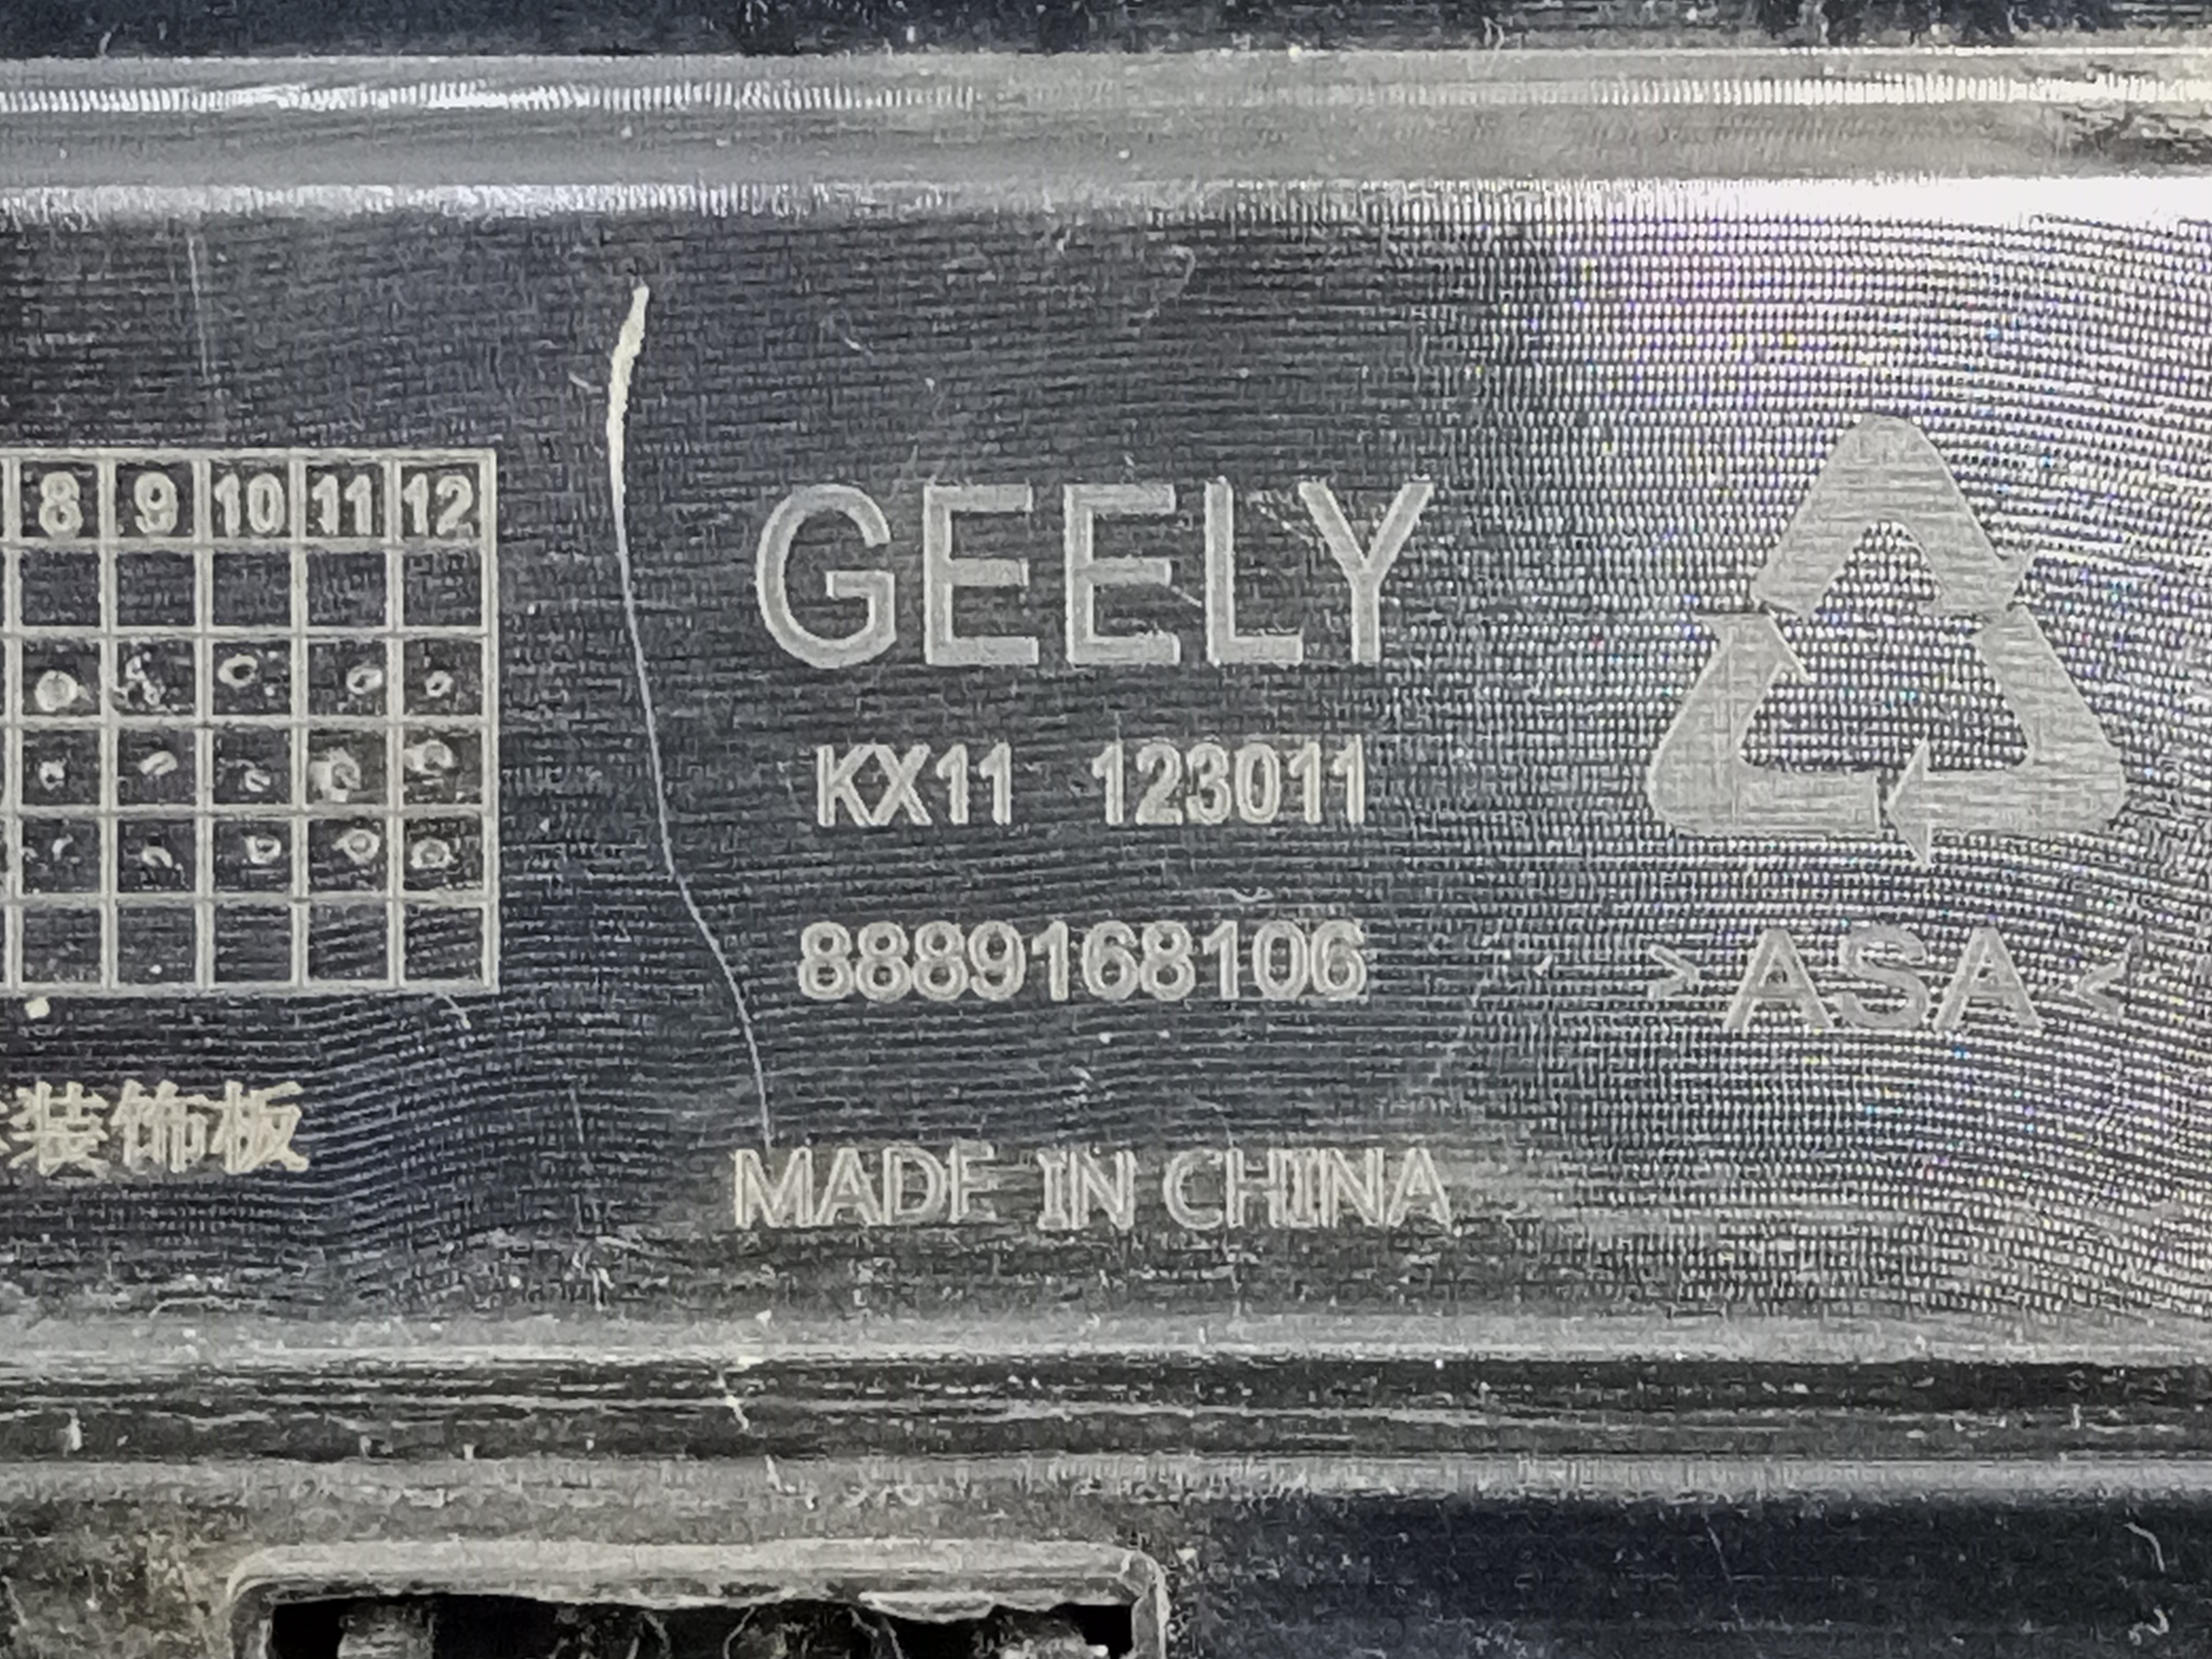 8 9 10 11 12
装饰板
GEELY
KX11 123011
8889168106
MADE IN CHINA
>ASA<